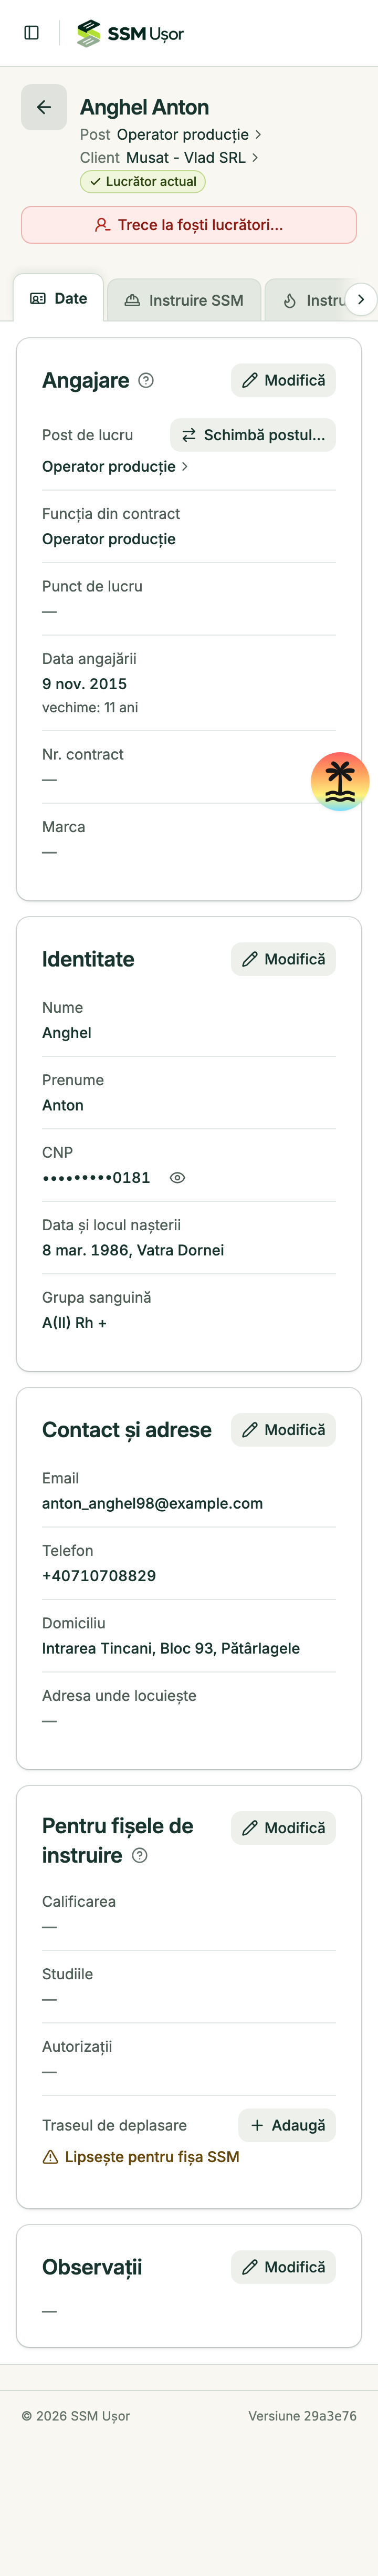 SSM Ușor
Anghel Anton
Post Operator producție
Client Musat - Vlad SRL
Lucrător actual
Trece la foști lucrători...
Date
Instruire SSM
Instru
Angajare
Modifică
Post de lucru
Schimbă postul...
Operator producție
Funcția din contract
Operator producție
Punct de lucru
—
Data angajării
9 nov. 2015
vechime: 11 ani
Nr. contract
—
Marca
—
Identitate
Modifică
Nume
Anghel
Prenume
Anton
CNP
•••••••••0181
Data și locul nașterii
8 mar. 1986, Vatra Dornei
Grupa sanguină
A(II) Rh +
Contact și adrese
Modifică
Email
anton_anghel98@example.com
Telefon
+40710708829
Domiciliu
Intrarea Tincani, Bloc 93, Pătârlagele
Adresa unde locuiește
—
Pentru fișele de
instruire
Modifică
Calificarea
—
Studiile
—
Autorizații
—
Traseul de deplasare
Adaugă
Lipsește pentru fișa SSM
Observații
Modifică
—
© 2026 SSM Ușor
Versiune 29a3e76